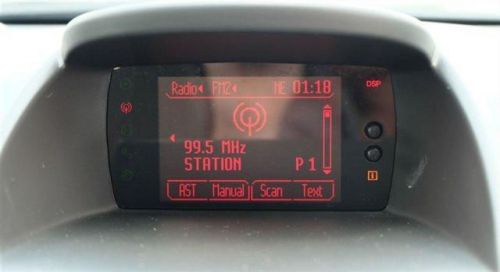 Radio FM2 NE 01:18 DSP
99.5 MHz
STATION P 1
AST Manual Scan Text
i